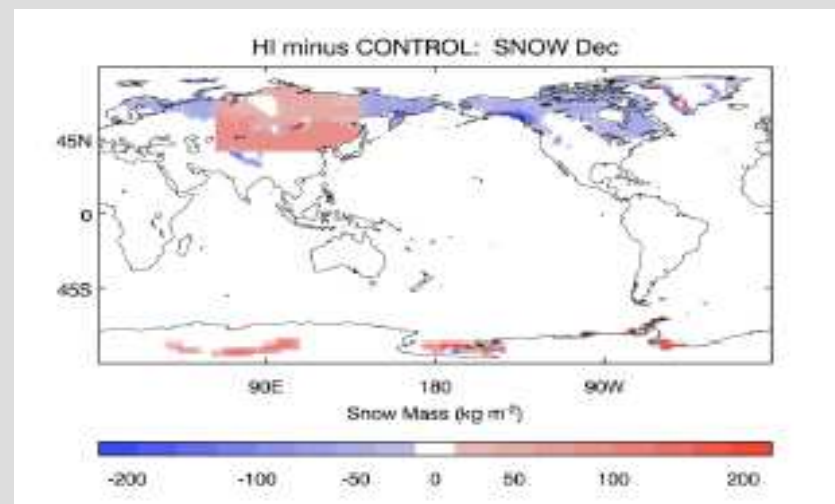 HI minus CONTROL: SNOW Dec
45N
0
45S
90E 180 90W
Snow Mass (kg m⁻²)
-200 -100 -50 0 50 100 200